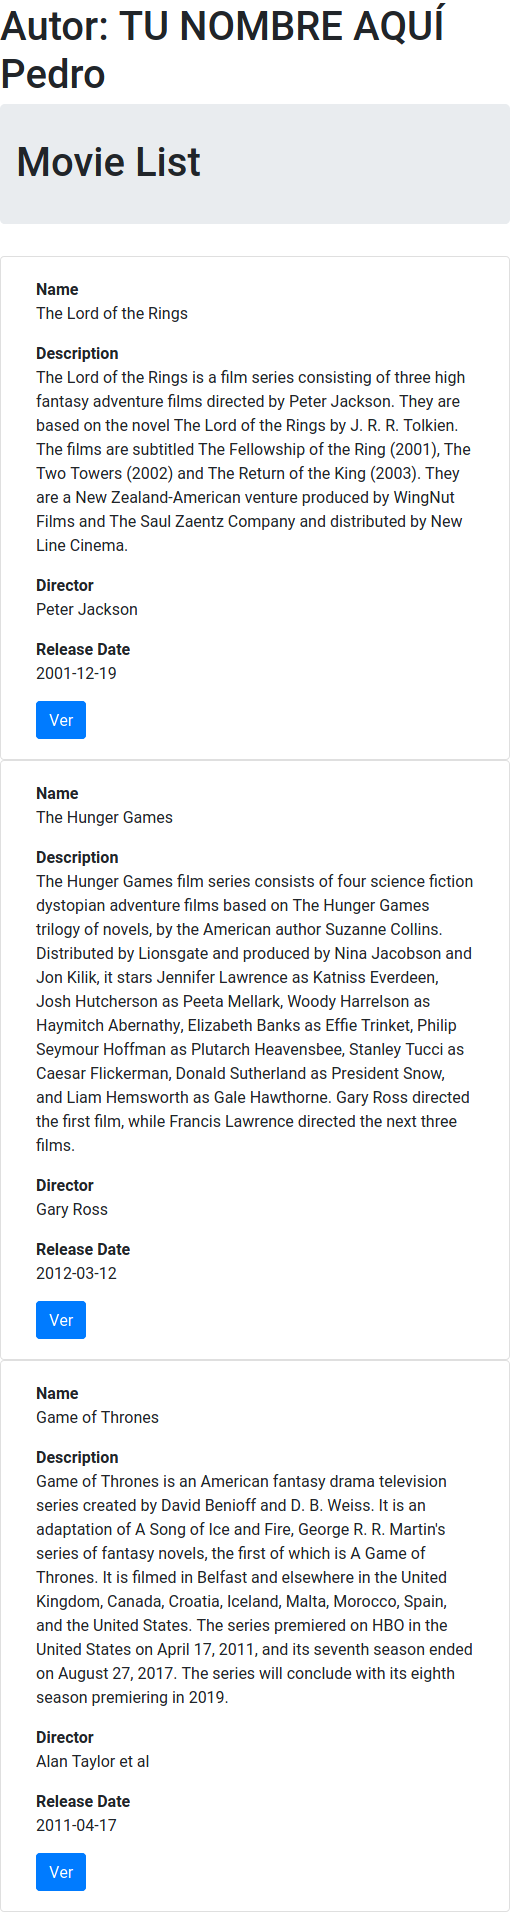 Autor: TU NOMBRE AQUÍ
Pedro
Movie List
Name
The Lord of the Rings
Description
The Lord of the Rings is a film series consisting of three high
fantasy adventure films directed by Peter Jackson. They are
based on the novel The Lord of the Rings by J. R. R. Tolkien.
The films are subtitled The Fellowship of the Ring (2001), The
Two Towers (2002) and The Return of the King (2003). They
are a New Zealand-American venture produced by WingNut
Films and The Saul Zaentz Company and distributed by New
Line Cinema.
Director
Peter Jackson
Release Date
2001-12-19
Ver
Name
The Hunger Games
Description
The Hunger Games film series consists of four science fiction
dystopian adventure films based on The Hunger Games
trilogy of novels, by the American author Suzanne Collins.
Distributed by Lionsgate and produced by Nina Jacobson and
Jon Kilik, it stars Jennifer Lawrence as Katniss Everdeen,
Josh Hutcherson as Peeta Mellark, Woody Harrelson as
Haymitch Abernathy, Elizabeth Banks as Effie Trinket, Philip
Seymour Hoffman as Plutarch Heavensbee, Stanley Tucci as
Caesar Flickerman, Donald Sutherland as President Snow,
and Liam Hemsworth as Gale Hawthorne. Gary Ross directed
the first film, while Francis Lawrence directed the next three
films.
Director
Gary Ross
Release Date
2012-03-12
Ver
Name
Game of Thrones
Description
Game of Thrones is an American fantasy drama television
series created by David Benioff and D. B. Weiss. It is an
adaptation of A Song of Ice and Fire, George R. R. Martin's
series of fantasy novels, the first of which is A Game of
Thrones. It is filmed in Belfast and elsewhere in the United
Kingdom, Canada, Croatia, Iceland, Malta, Morocco, Spain,
and the United States. The series premiered on HBO in the
United States on April 17, 2011, and its seventh season ended
on August 27, 2017. The series will conclude with its eighth
season premiering in 2019.
Director
Alan Taylor et al
Release Date
2011-04-17
Ver